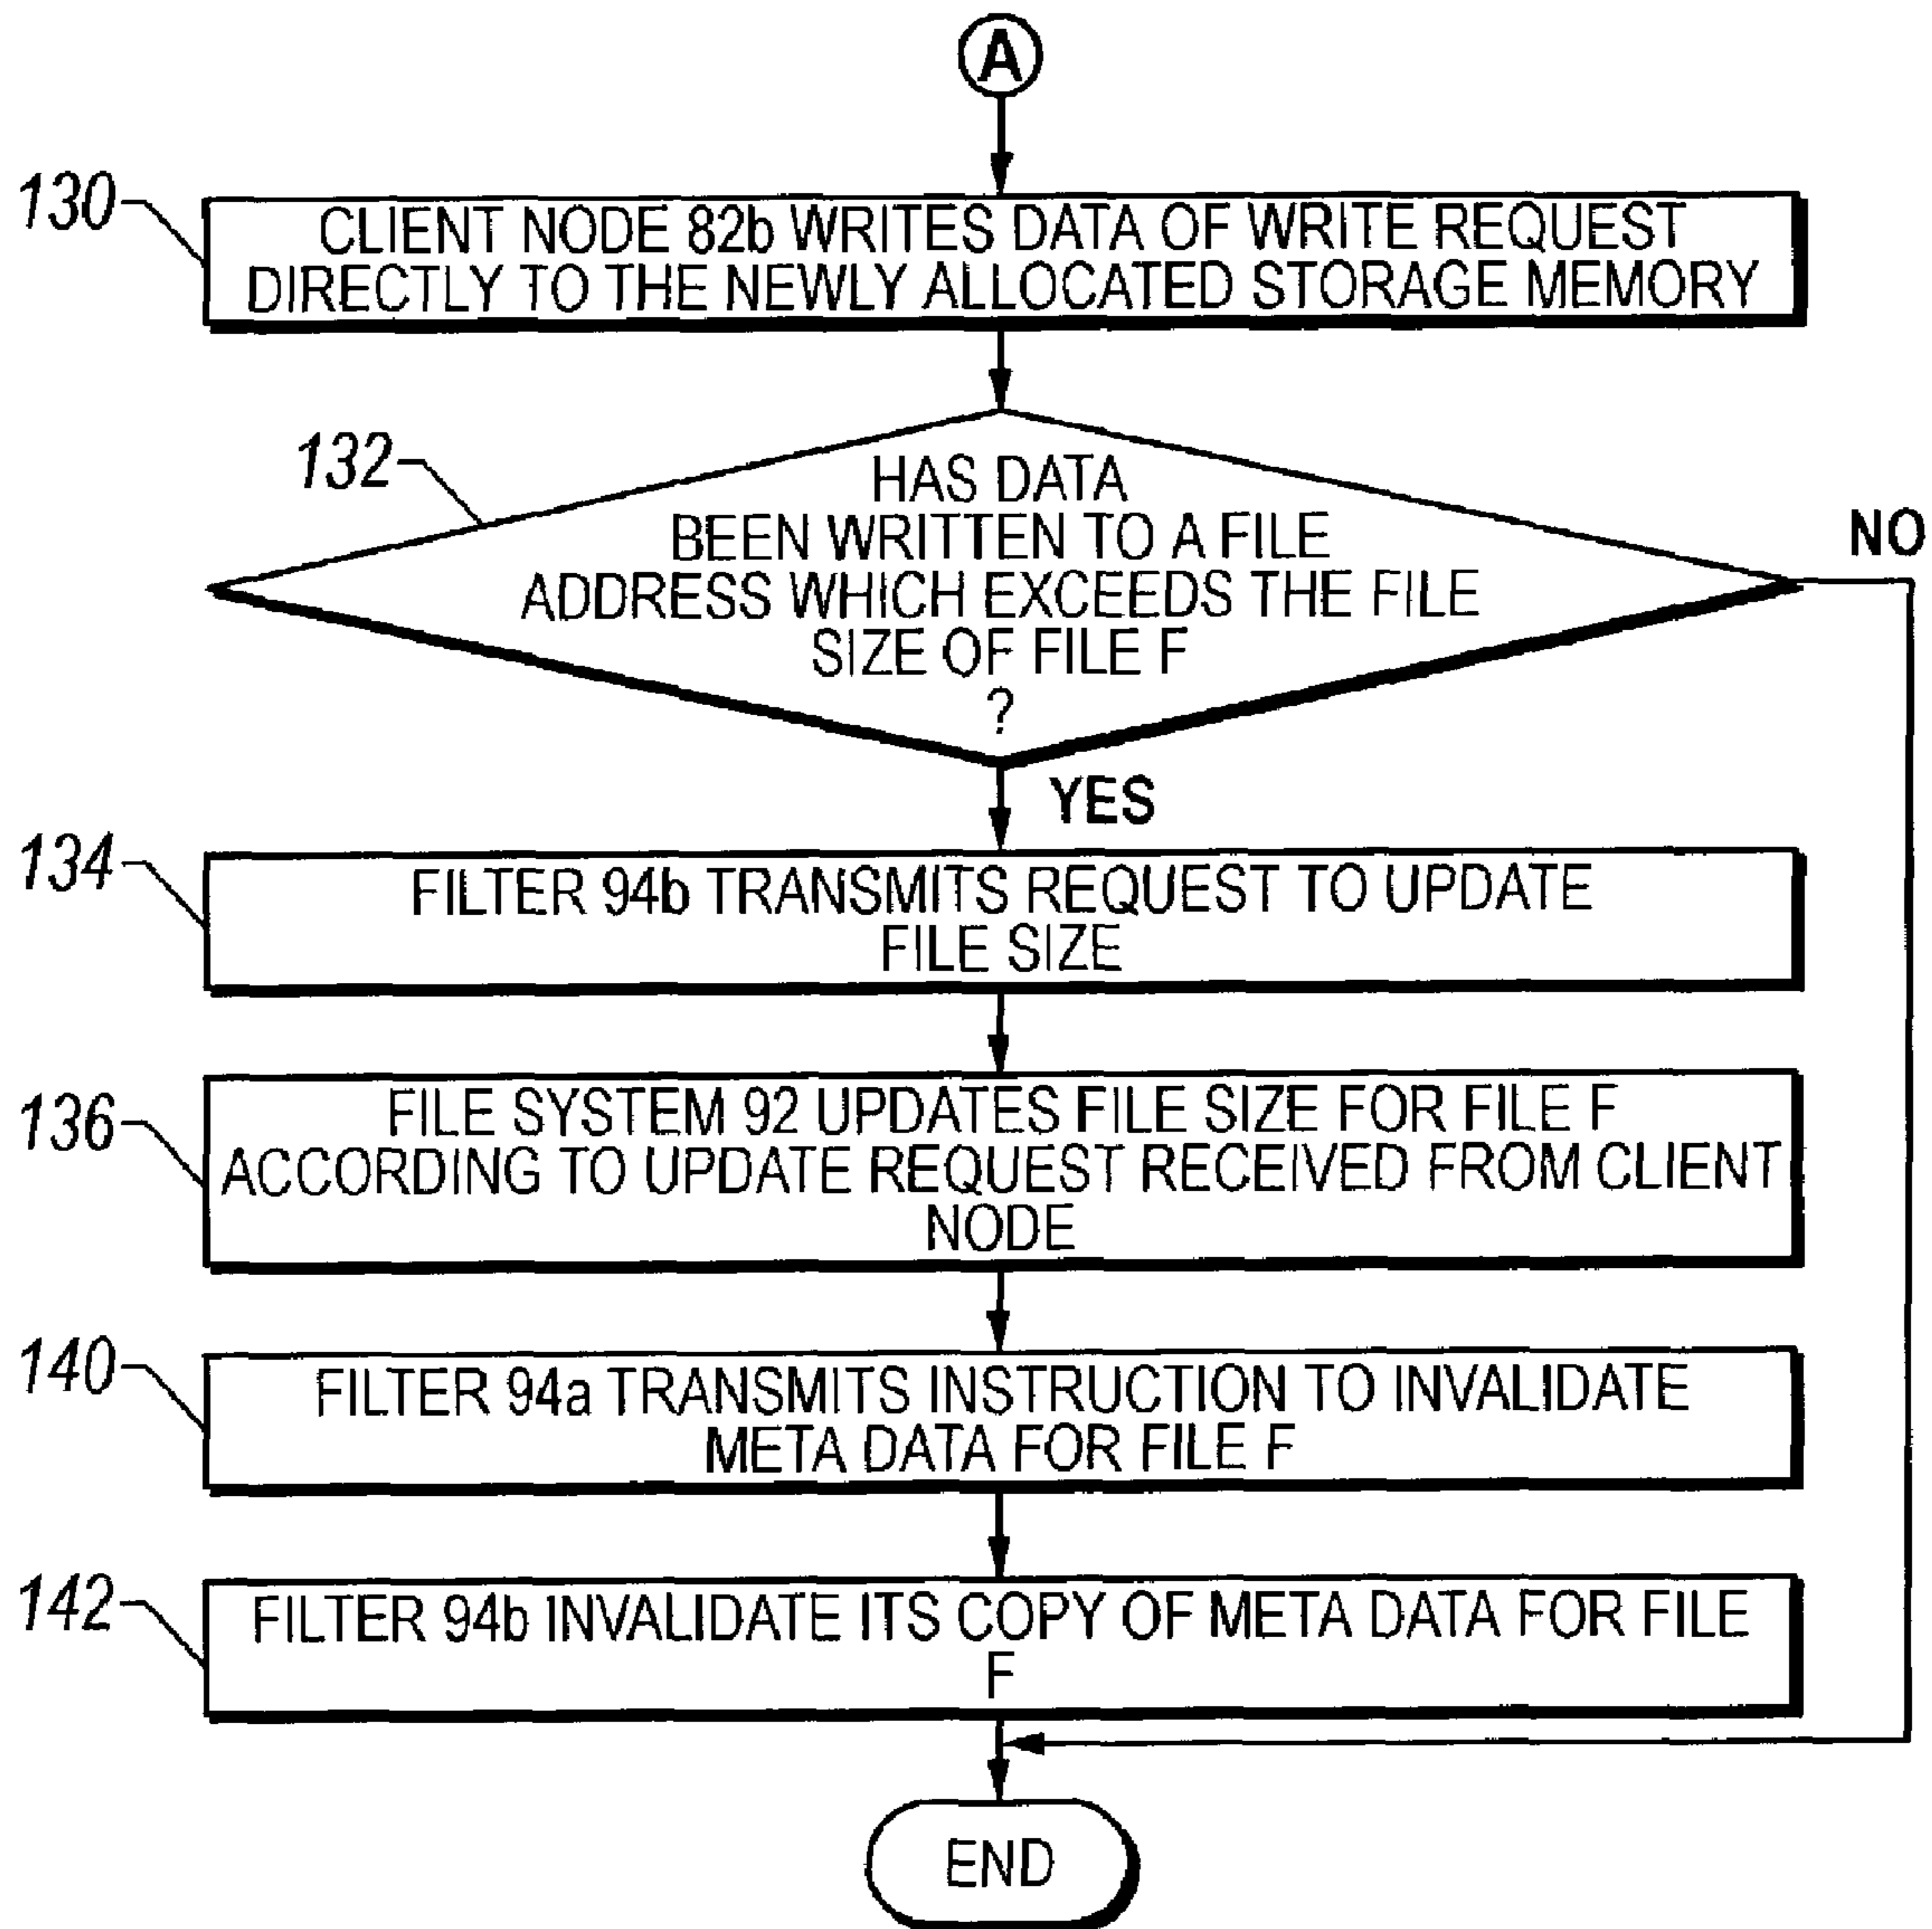 A
130
CLIENT NODE 82b WRITES DATA OF WRITE REQUEST
DIRECTLY TO THE NEWLY ALLOCATED STORAGE MEMORY
132
HAS DATA
BEEN WRITTEN TO A FILE
ADDRESS WHICH EXCEEDS THE FILE
SIZE OF FILE F
?
NO
YES
134
FILTER 94b TRANSMITS REQUEST TO UPDATE
FILE SIZE
136
FILE SYSTEM 92 UPDATES FILE SIZE FOR FILE F
ACCORDING TO UPDATE REQUEST RECEIVED FROM CLIENT
NODE
140
FILTER 94a TRANSMITS INSTRUCTION TO INVALIDATE
META DATA FOR FILE F
142
FILTER 94b INVALIDATE ITS COPY OF META DATA FOR FILE
F
END